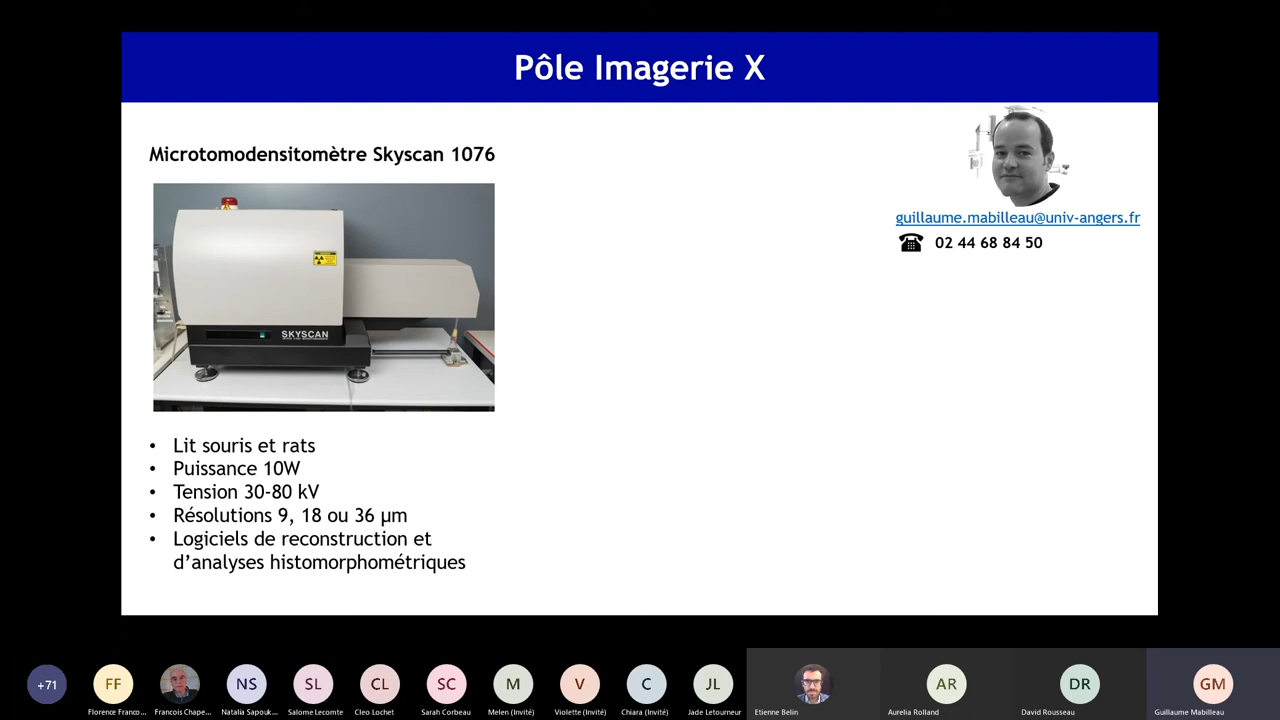 Pôle Imagerie X
Microtomodensitomètre Skyscan 1076
guillaume.mabilleau@univ-angers.fr
02 44 68 84 50
SKYSCAN
• Lit souris et rats
• Puissance 10W
• Tension 30-80 kV
• Résolutions 9, 18 ou 36 µm
• Logiciels de reconstruction et
d’analyses histomorphométriques
+71
FF
NS
SL
CL
SC
M
V
C
JL
AR
DR
GM
Florence Franco...
Francois Chape...
Natalia Sapouk...
Salome Lecomte
Cleo Lochet
Sarah Corbeau
Melen (Invité)
Violette (Invité)
Chiara (Invité)
Jade Letourneur
Etienne Belin
Aurelia Rolland
David Rousseau
Guillaume Mabilleau